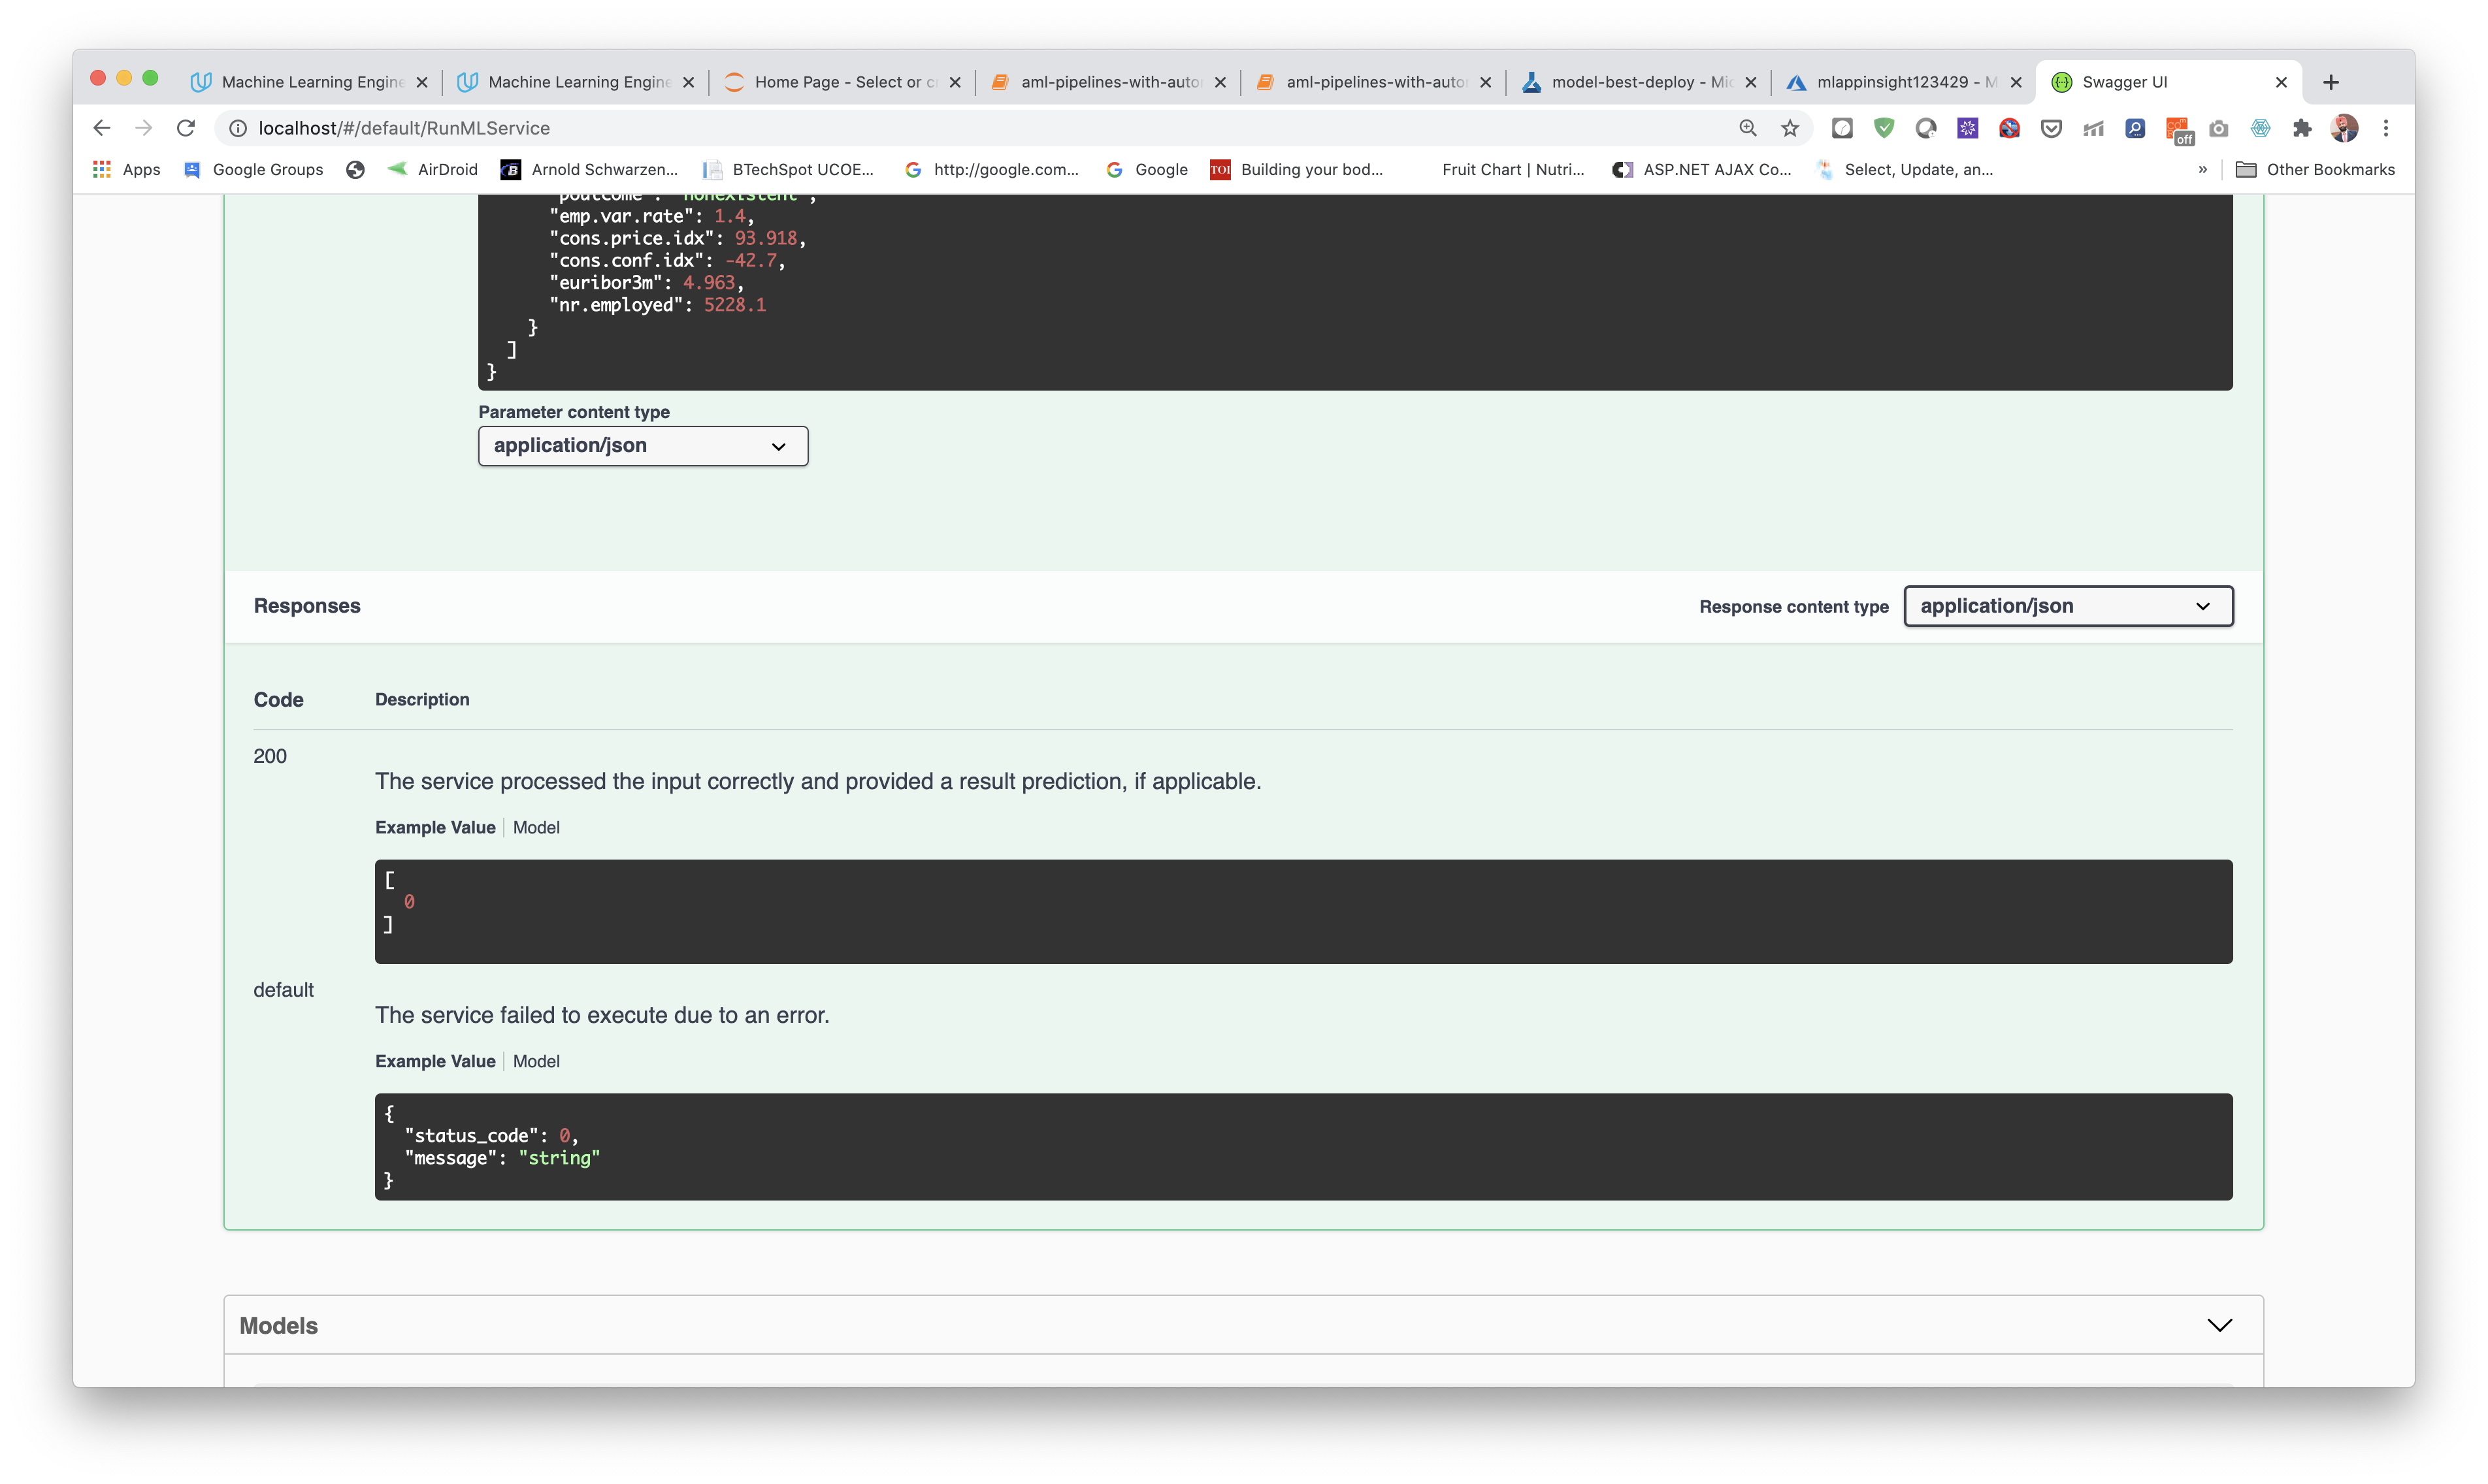 Machine Learning Engine
Machine Learning Engine
Home Page - Select or c
aml-pipelines-with-auto
aml-pipelines-with-auto
model-best-deploy - Mi
mlappinsight123429 - M
Swagger UI
localhost/#/default/RunMLService
off
Apps
Google Groups
AirDroid
Arnold Schwarzen...
BTechSpot UCOE...
http://google.com...
Google
TOI
Building your bod...
Fruit Chart | Nutri...
ASP.NET AJAX Co...
Select, Update, an...
»
Other Bookmarks
"poutcome": "nonexistent",
"emp.var.rate": 1.4,
"cons.price.idx": 93.918,
"cons.conf.idx": -42.7,
"euribor3m": 4.963,
"nr.employed": 5228.1
}
]
}
Parameter content type
application/json
Responses
Response content type
application/json
Code Description
200
The service processed the input correctly and provided a result prediction, if applicable.
Example Value | Model
[
0
]
default
The service failed to execute due to an error.
Example Value | Model
{
"status_code": 0,
"message": "string"
}
Models